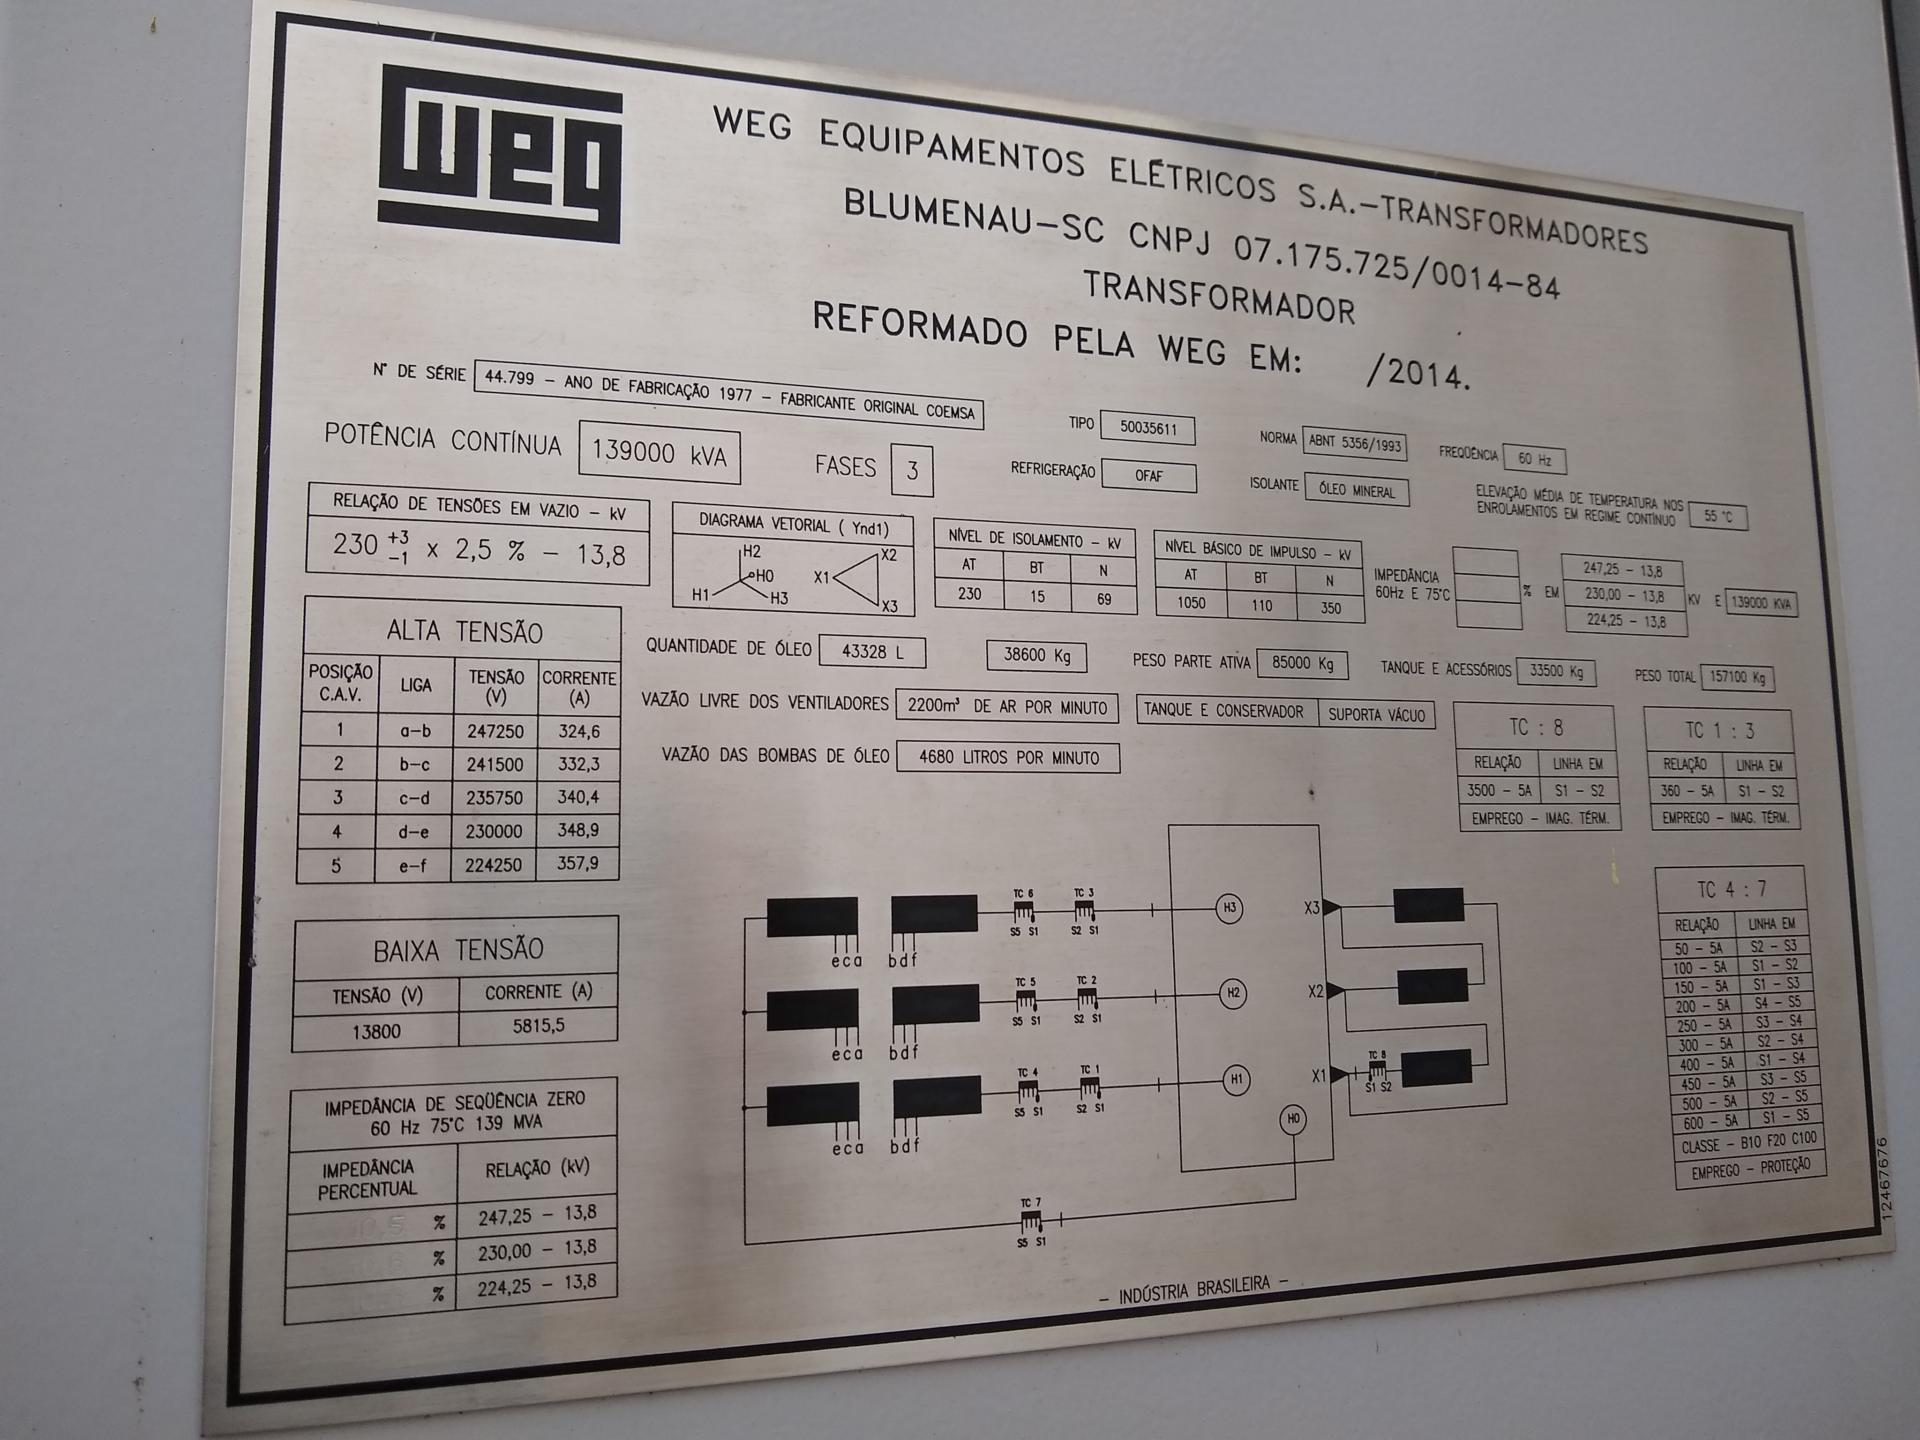 weg
WEG EQUIPAMENTOS ELÉTRICOS S.A.-TRANSFORMADORES
BLUMENAU-SC CNPJ 07.175.725/0014-84
TRANSFORMADOR
REFORMADO PELA WEG EM: /2014.
N° DE SÉRIE 44.799 - ANO DE FABRICAÇÃO 1977 - FABRICANTE ORIGINAL COEMSA
TIPO 50035611
NORMA ABNT 5356/1993
FREQÜÊNCIA 60 Hz
POTÊNCIA CONTÍNUA 139000 kVA
FASES 3
REFRIGERAÇÃO OFAF
ISOLANTE ÓLEO MINERAL
ELEVAÇÃO MÉDIA DE TEMPERATURA NOS
ENROLAMENTOS EM REGIME CONTÍNUO 55 °C
RELAÇÃO DE TENSÕES EM VAZIO - kV
230 +3 -1 x 2,5 % - 13,8
DIAGRAMA VETORIAL ( Ynd1)
H2
H0
H1
H3
X1
X2
X3
NÍVEL DE ISOLAMENTO - kV
AT BT N
230 15 69
NÍVEL BÁSICO DE IMPULSO - kV
AT BT N
1050 110 350
IMPEDÂNCIA
60Hz E 75°C
% EM
247,25 - 13,8
230,00 - 13,8
224,25 - 13,8
KV E 139000 KVA
QUANTIDADE DE ÓLEO 43328 L
38600 Kg
PESO PARTE ATIVA 85000 Kg
TANQUE E ACESSÓRIOS 33500 Kg
PESO TOTAL 157100 Kg
VAZÃO LIVRE DOS VENTILADORES 2200m³ DE AR POR MINUTO
TANQUE E CONSERVADOR SUPORTA VÁCUO
VAZÃO DAS BOMBAS DE ÓLEO 4680 LITROS POR MINUTO
ALTA TENSÃO
POSIÇÃO C.A.V. LIGA TENSÃO (V) CORRENTE (A)
1 a-b 247250 324,6
2 b-c 241500 332,3
3 c-d 235750 340,4
4 d-e 230000 348,9
5 e-f 224250 357,9
BAIXA TENSÃO
TENSÃO (V) CORRENTE (A)
13800 5815,5
IMPEDÂNCIA DE SEQÜÊNCIA ZERO
60 Hz 75°C 139 MVA
IMPEDÂNCIA PERCENTUAL RELAÇÃO (kV)
% 247,25 - 13,8
% 230,00 - 13,8
% 224,25 - 13,8
TC : 8
RELAÇÃO LINHA EM
3500 - 5A S1 - S2
EMPREGO - IMAG. TÉRM.
TC 1 : 3
RELAÇÃO LINHA EM
360 - 5A S1 - S2
EMPREGO - IMAG. TÉRM.
TC 4 : 7
RELAÇÃO LINHA EM
50 - 5A S2 - S3
100 - 5A S1 - S2
150 - 5A S1 - S3
200 - 5A S4 - S5
250 - 5A S3 - S4
300 - 5A S2 - S4
400 - 5A S1 - S4
450 - 5A S3 - S5
500 - 5A S2 - S5
600 - 5A S1 - S5
CLASSE - B10 F20 C100
EMPREGO - PROTEÇÃO
TC 6 TC 3
S5 S1 S2 S1
e c a b d f
H3
X3
TC 5 TC 2
S5 S1 S2 S1
e c a b d f
H2
X2
TC 4 TC 1
S5 S1 S2 S1
e c a b d f
H1
X1
TC 8
S1 S2
H0
TC 7
S5 S1
- INDÚSTRIA BRASILEIRA -
12467676